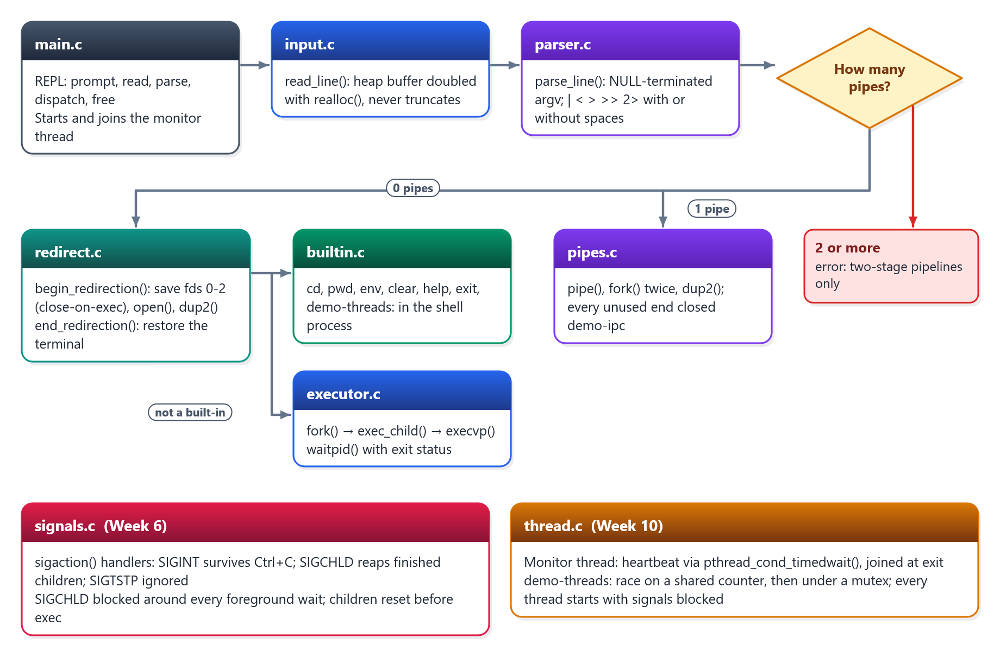 main.c
REPL: prompt, read, parse,
dispatch, free
Starts and joins the monitor
thread
input.c
read_line(): heap buffer doubled
with realloc(), never truncates
parser.c
parse_line(): NULL-terminated
argv; | < > >> 2> with or
without spaces
How many
pipes?
0 pipes
1 pipe
redirect.c
begin_redirection(): save fds 0-2
(close-on-exec), open(), dup2()
end_redirection(): restore the
terminal
builtin.c
cd, pwd, env, clear, help, exit,
demo-threads: in the shell
process
pipes.c
pipe(), fork() twice, dup2();
every unused end closed
demo-ipc
2 or more
error: two-stage pipelines
only
not a built-in
executor.c
fork() → exec_child() → execvp()
waitpid() with exit status
signals.c (Week 6)
sigaction() handlers: SIGINT survives Ctrl+C; SIGCHLD reaps finished
children; SIGTSTP ignored
SIGCHLD blocked around every foreground wait; children reset before
exec
thread.c (Week 10)
Monitor thread: heartbeat via pthread_cond_timedwait(), joined at exit
demo-threads: race on a shared counter, then under a mutex; every
thread starts with signals blocked